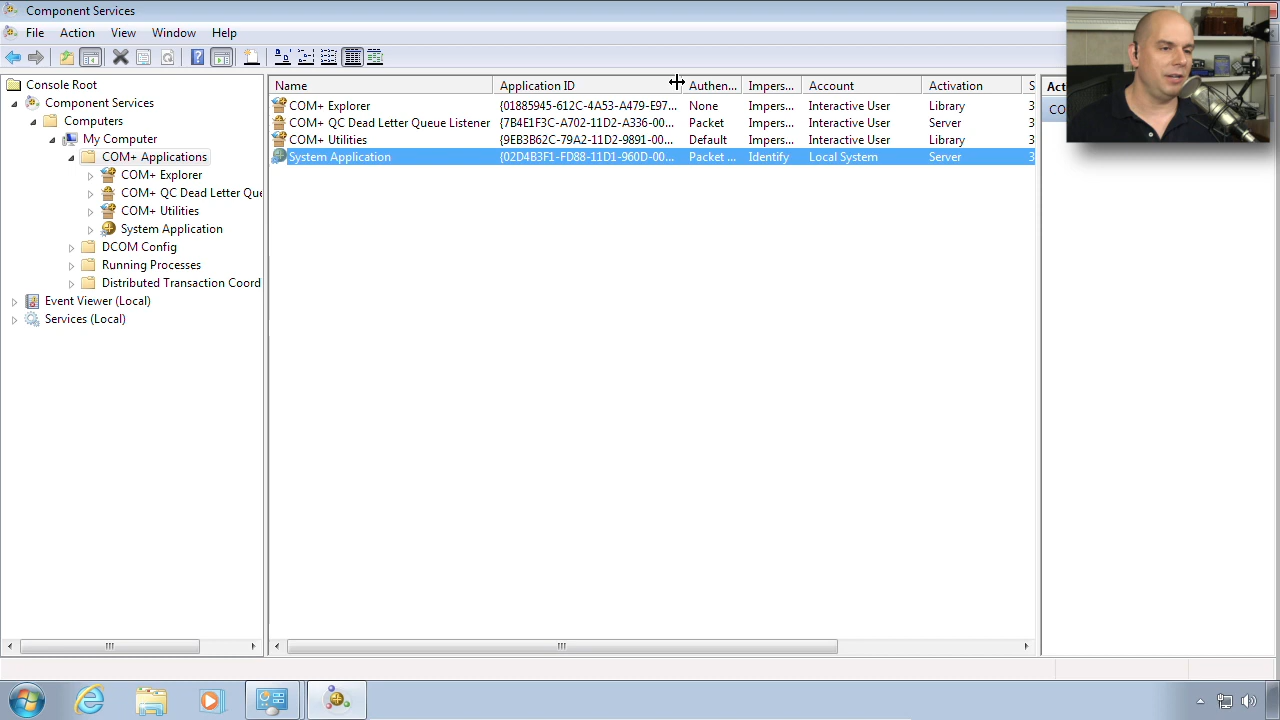 Component Services
File Action View Window Help
Console Root
Component Services
Computers
My Computer
COM+ Applications
COM+ Explorer
COM+ QC Dead Letter Que
COM+ Utilities
System Application
DCOM Config
Running Processes
Distributed Transaction Coord
Event Viewer (Local)
Services (Local)
Name Application ID Authen... Impers... Account Activation S
COM+ Explorer {01885945-612C-4A53-A479-E97... None Impers... Interactive User Library 3
COM+ QC Dead Letter Queue Listener Packet Impers... Interactive User Server 3
COM+ Utilities {9EB3B62C-79A2-11D2-9891-00... Default Impers... Interactive User Library 3
System Application {02D4B3F1-FD88-11D1-960D-00... Packet ... Identify Local System Server 3
Act
CO